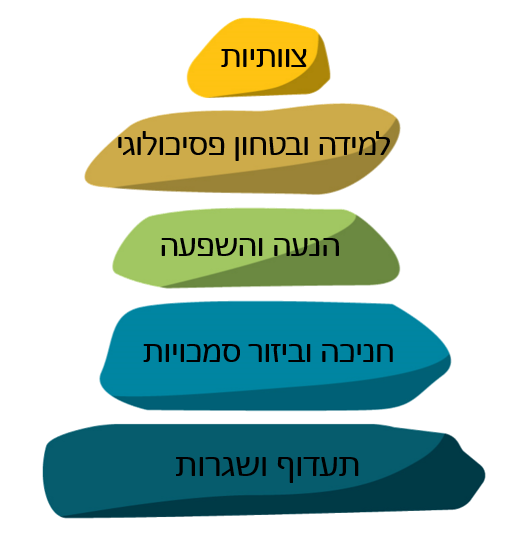 צוותיות
למידה ובטחון פסיכולוגי
הנעה והשפעה
חניכה וביזור סמכויות
תעדוף ושגרות